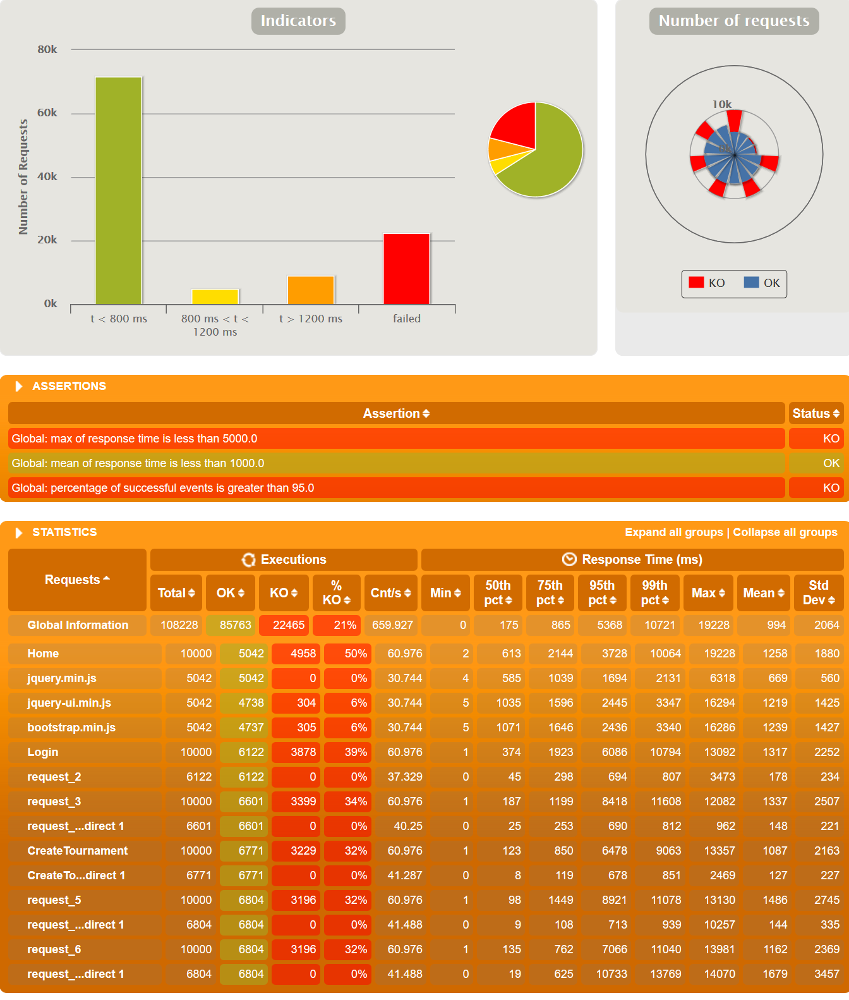 Indicators
Number of requests
80k
60k
40k
20k
0k
Number of Requests
t < 800 ms
800 ms < t <
1200 ms
t > 1200 ms
failed
10k
0k
KO OK
ASSERTIONS
Assertion Status
Global: max of response time is less than 5000.0 KO
Global: mean of response time is less than 1000.0 OK
Global: percentage of successful events is greater than 95.0 KO
STATISTICS Expand all groups | Collapse all groups
Requests Executions Response Time (ms)
Total OK KO % KO Cnt/s Min 50th pct 75th pct 95th pct 99th pct Max Mean Std Dev
Global Information 108228 85763 22465 21% 659.927 0 175 865 5368 10721 19228 994 2064
Home 10000 5042 4958 50% 60.976 2 613 2144 3728 10064 19228 1258 1880
jquery.min.js 5042 5042 0 0% 30.744 4 585 1039 1694 2131 6318 669 560
jquery-ui.min.js 5042 4738 304 6% 30.744 5 1035 1596 2445 3347 16294 1219 1425
bootstrap.min.js 5042 4737 305 6% 30.744 5 1071 1646 2436 3340 16286 1239 1427
Login 10000 6122 3878 39% 60.976 1 374 1923 6086 10794 13092 1317 2252
request_2 6122 6122 0 0% 37.329 0 45 298 694 807 3473 178 234
request_3 10000 6601 3399 34% 60.976 1 187 1199 8418 11608 12082 1337 2507
request_...direct 1 6601 6601 0 0% 40.25 0 25 253 690 812 962 148 221
CreateTournament 10000 6771 3229 32% 60.976 1 123 850 6478 9063 13357 1087 2163
CreateTo...direct 1 6771 6771 0 0% 41.287 0 8 119 678 851 2469 127 227
request_5 10000 6804 3196 32% 60.976 1 98 1449 8921 11078 13130 1486 2745
request_...direct 1 6804 6804 0 0% 41.488 0 9 108 713 939 10257 144 335
request_6 10000 6804 3196 32% 60.976 1 135 762 7066 11040 13981 1162 2369
request_...direct 1 6804 6804 0 0% 41.488 0 19 625 10733 13769 14070 1679 3457